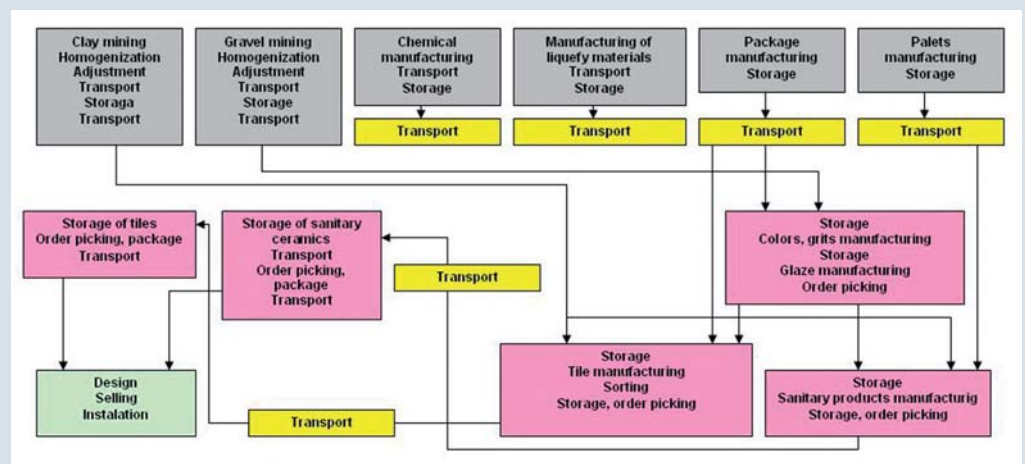 Clay mining
Homogenization
Adjustment
Transport
Storaga
Transport
Gravel mining
Homogenization
Adjustment
Transport
Storage
Transport
Chemical
manufacturing
Transport
Storage
Manufacturing of
liquefy materials
Transport
Storage
Package
manufacturing
Storage
Palets
manufacturing
Storage
Transport
Transport
Transport
Transport
Storage of tiles
Order picking, package
Transport
Storage of sanitary
ceramics
Transport
Order picking,
package
Transport
Transport
Storage
Colors, grits manufacturing
Storage
Glaze manufacturing
Order picking
Design
Selling
Instalation
Transport
Storage
Tile manufacturing
Sorting
Storage, order picking
Storage
Sanitary products manufacturig
Storage, order picking